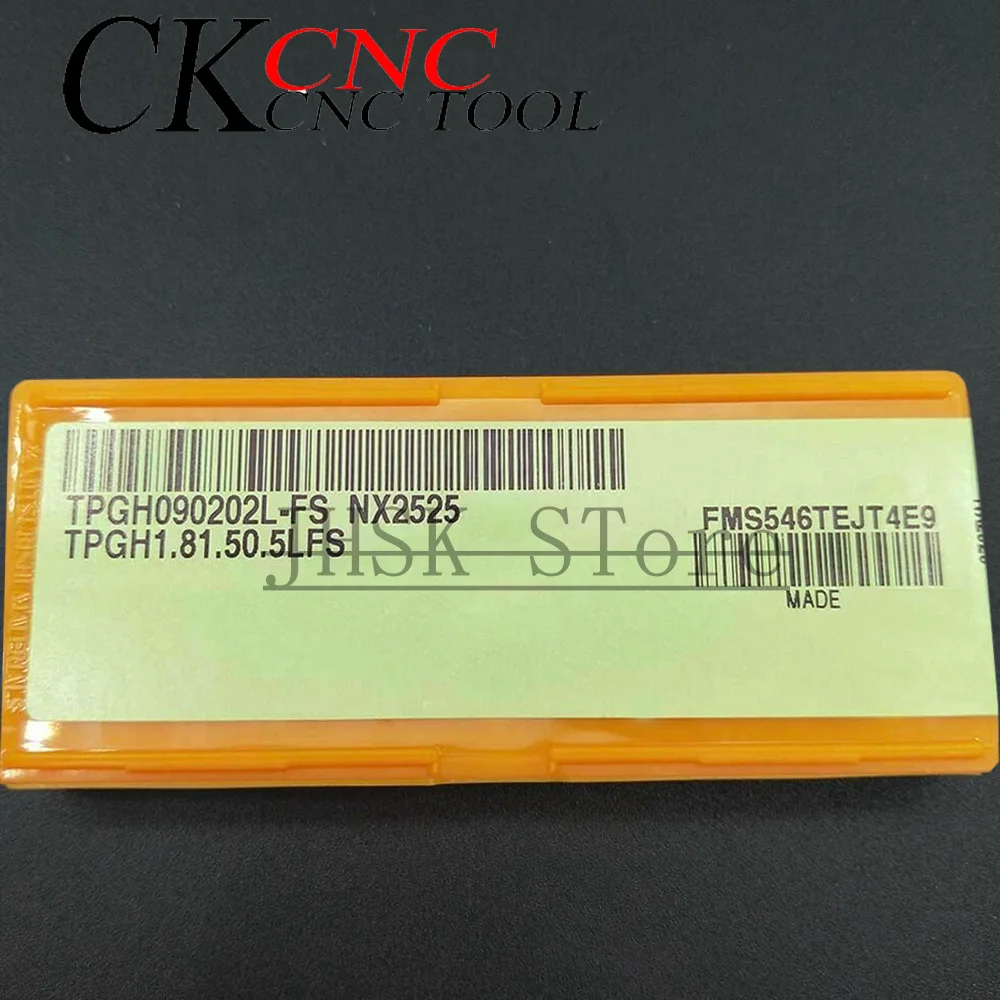 CKCNC
CNC TOOL
TPGH090202L-FS NX2525
TPGH1.81.50.5LFS
FMS546TEJT4E9
MADE
JHSK Store